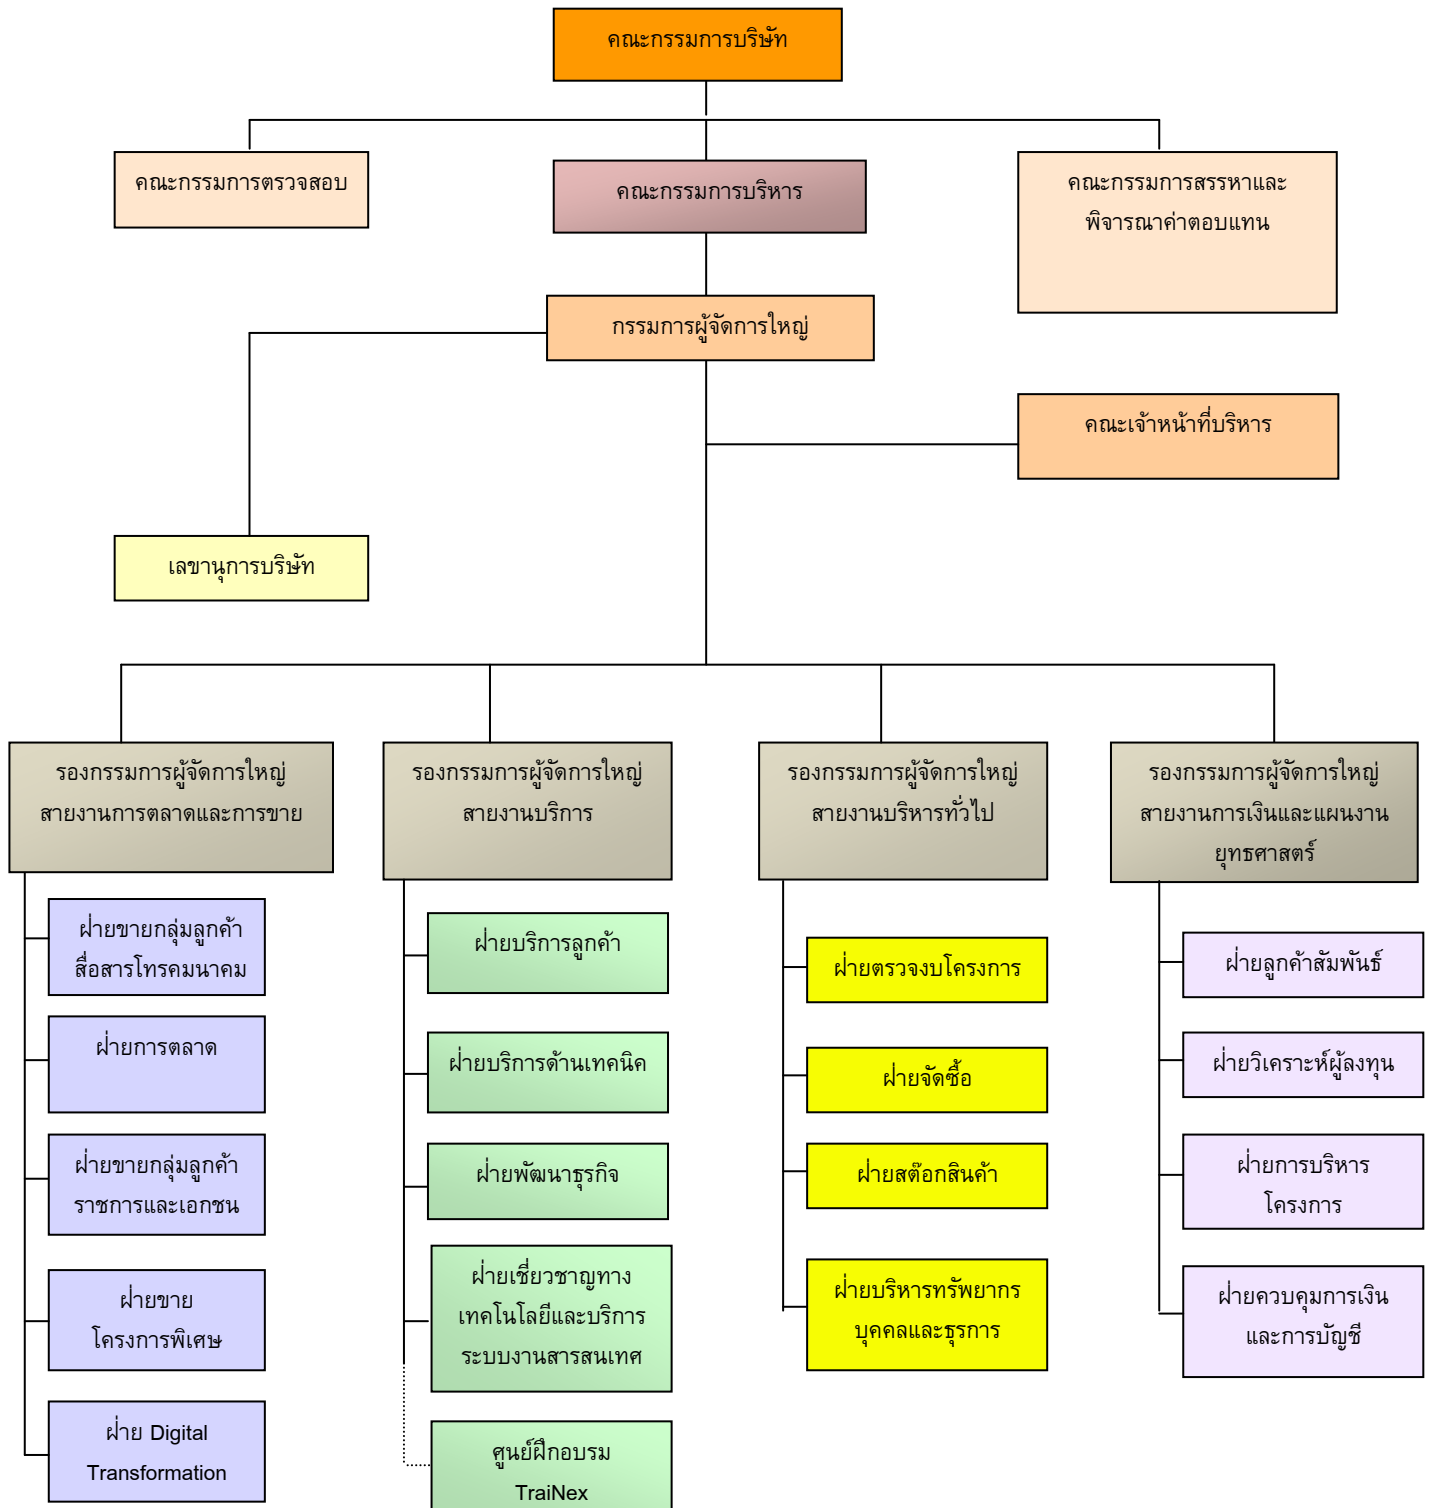 คณะกรรมการบริษัท
คณะกรรมการตรวจสอบ
คณะกรรมการบริหาร
คณะกรรมการสรรหาและ
พิจารณาค่าตอบแทน
กรรมการผู้จัดการใหญ่
คณะเจ้าหน้าที่บริหาร
เลขานุการบริษัท
รองกรรมการผู้จัดการใหญ่
สายงานการตลาดและการขาย
รองกรรมการผู้จัดการใหญ่
สายงานบริการ
รองกรรมการผู้จัดการใหญ่
สายงานบริหารทั่วไป
รองกรรมการผู้จัดการใหญ่
สายงานการเงินและแผนงาน
ยุทธศาสตร์
ฝ่ายขายกลุ่มลูกค้า
สื่อสารโทรคมนาคม
ฝ่ายการตลาด
ฝ่ายขายกลุ่มลูกค้า
ราชการและเอกชน
ฝ่ายขาย
โครงการพิเศษ
ฝ่าย Digital
Transformation
ฝ่ายบริการลูกค้า
ฝ่ายบริการด้านเทคนิค
ฝ่ายพัฒนาธุรกิจ
ฝ่ายเชี่ยวชาญทาง
เทคโนโลยีและบริการ
ระบบงานสารสนเทศ
ศูนย์ฝึกอบรม
TraiNex
ฝ่ายตรวจงบโครงการ
ฝ่ายจัดซื้อ
ฝ่ายสต๊อกสินค้า
ฝ่ายบริหารทรัพยากร
บุคคลและธุรการ
ฝ่ายลูกค้าสัมพันธ์
ฝ่ายวิเคราะห์ผู้ลงทุน
ฝ่ายการบริหาร
โครงการ
ฝ่ายควบคุมการเงิน
และการบัญชี